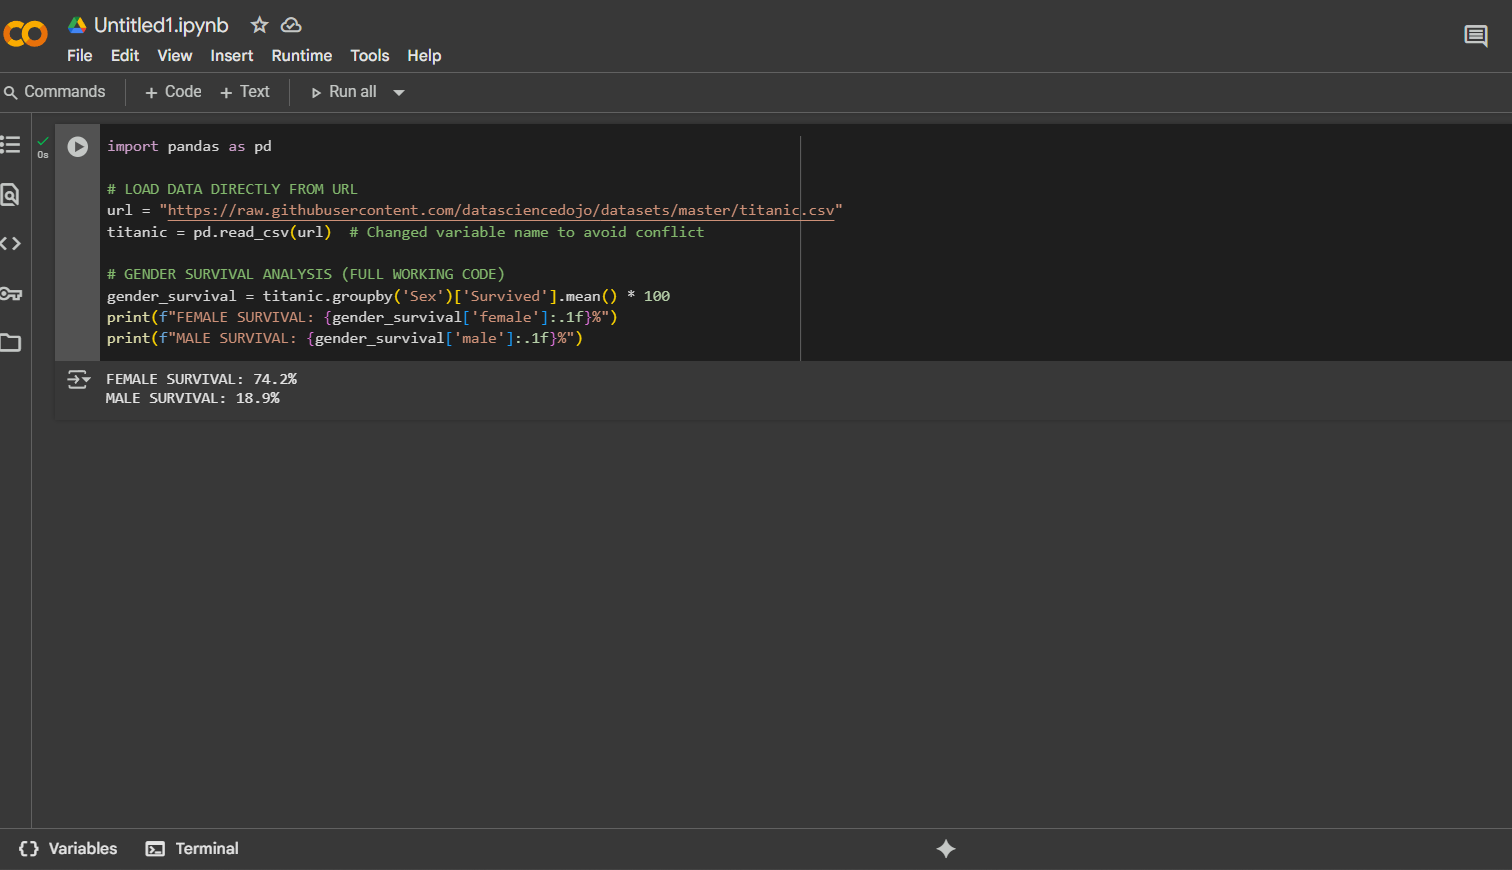 Untitled1.ipynb
File Edit View Insert Runtime Tools Help
Commands + Code + Text Run all
0s
import pandas as pd
# LOAD DATA DIRECTLY FROM URL
url = "https://raw.githubusercontent.com/datasciencedojo/datasets/master/titanic.csv"
titanic = pd.read_csv(url)  # Changed variable name to avoid conflict
# GENDER SURVIVAL ANALYSIS (FULL WORKING CODE)
gender_survival = titanic.groupby('Sex')['Survived'].mean() * 100
print(f"FEMALE SURVIVAL: {gender_survival['female']:.1f}%")
print(f"MALE SURVIVAL: {gender_survival['male']:.1f}%")
FEMALE SURVIVAL: 74.2%
MALE SURVIVAL: 18.9%
Variables Terminal